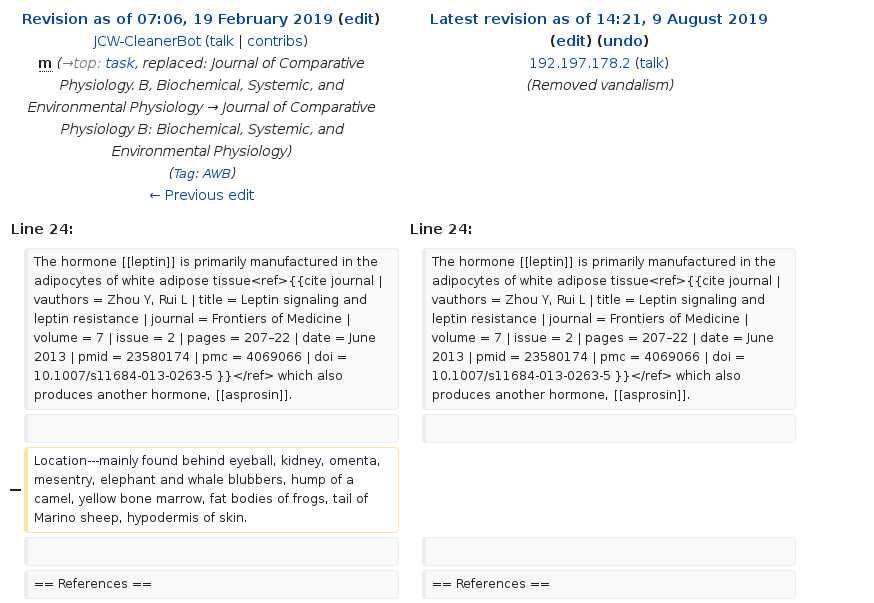 Revision as of 07:06, 19 February 2019 (edit)
JCW-CleanerBot (talk | contribs)
m (→top: task, replaced: Journal of Comparative
Physiology. B, Biochemical, Systemic, and
Environmental Physiology → Journal of Comparative
Physiology B: Biochemical, Systemic, and
Environmental Physiology)
(Tag: AWB)
← Previous edit
Latest revision as of 14:21, 9 August 2019
(edit) (undo)
192.197.178.2 (talk)
(Removed vandalism)
Line 24:
Line 24:
The hormone [[leptin]] is primarily manufactured in the
adipocytes of white adipose tissue<ref>{{cite journal |
vauthors = Zhou Y, Rui L | title = Leptin signaling and
leptin resistance | journal = Frontiers of Medicine |
volume = 7 | issue = 2 | pages = 207–22 | date = June
2013 | pmid = 23580174 | pmc = 4069066 | doi =
10.1007/s11684-013-0263-5 }}</ref> which also
produces another hormone, [[asprosin]].
The hormone [[leptin]] is primarily manufactured in the
adipocytes of white adipose tissue<ref>{{cite journal |
vauthors = Zhou Y, Rui L | title = Leptin signaling and
leptin resistance | journal = Frontiers of Medicine |
volume = 7 | issue = 2 | pages = 207–22 | date = June
2013 | pmid = 23580174 | pmc = 4069066 | doi =
10.1007/s11684-013-0263-5 }}</ref> which also
produces another hormone, [[asprosin]].
Location---mainly found behind eyeball, kidney, omenta,
mesentry, elephant and whale blubbers, hump of a
− camel, yellow bone marrow, fat bodies of frogs, tail of
Marino sheep, hypodermis of skin.
== References ==
== References ==